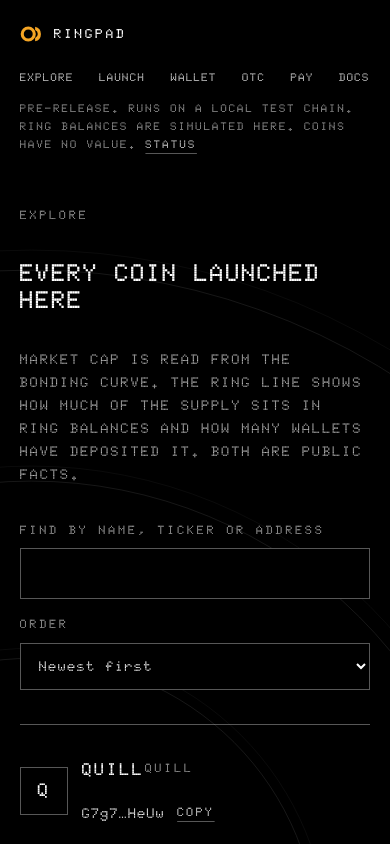 RINGPAD
EXPLORE LAUNCH WALLET OTC PAY DOCS
PRE-RELEASE. RUNS ON A LOCAL TEST CHAIN.
RING BALANCES ARE SIMULATED HERE. COINS
HAVE NO VALUE. STATUS
EXPLORE
EVERY COIN LAUNCHED
HERE
MARKET CAP IS READ FROM THE
BONDING CURVE. THE RING LINE SHOWS
HOW MUCH OF THE SUPPLY SITS IN
RING BALANCES AND HOW MANY WALLETS
HAVE DEPOSITED IT. BOTH ARE PUBLIC
FACTS.
FIND BY NAME, TICKER OR ADDRESS
ORDER
Newest first
Q
QUILL QUILL
G7g7…HeUw COPY